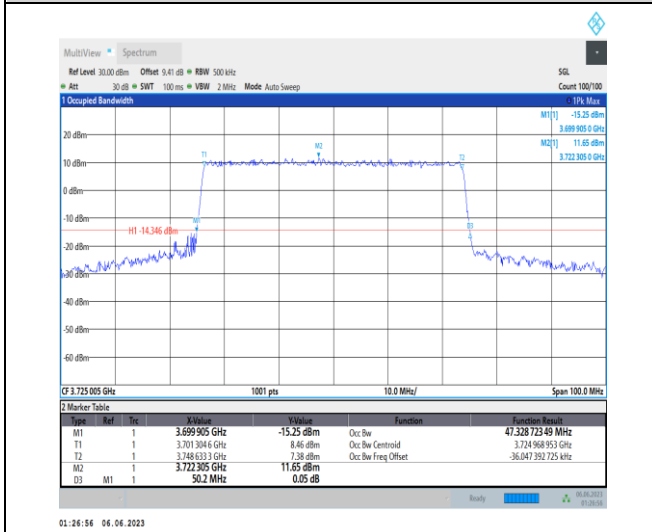 MultiView Spectrum
Ref Level 30.00 dBm Offset 9.41 dB RBW 500 kHz SGL
Att 30 dB SWT 100 ms VBW 2 MHz Mode Auto Sweep Count 100/100
1 Occupied Bandwidth 1Pk Max
M1[1] -15.25 dBm
3.699 905 0 GHz
M2[1] 11.65 dBm
3.722 305 0 GHz
20 dBm
M2
T1
T2
10 dBm
0 dBm
-10 dBm
M1
D3
H1 -14.346 dBm
-30 dBm
-40 dBm
-50 dBm
-60 dBm
CF 3.725 005 GHz 1001 pts 10.0 MHz/ Span 100.0 MHz
2 Marker Table
Type Ref Trc X-Value Y-Value Function Function Result
M1 1 3.699 905 GHz -15.25 dBm Occ Bw 47.328 723 49 MHz
T1 1 3.701 304 6 GHz 8.46 dBm Occ Bw Centroid 3.724 968 953 GHz
T2 1 3.748 633 3 GHz 7.38 dBm Occ Bw Freq Offset -36.047 392 725 kHz
M2 1 3.722 305 GHz 11.65 dBm
D3 M1 1 50.2 MHz 0.05 dB
Ready 06.06.2023
01:26:56
01:26:56 06.06.2023